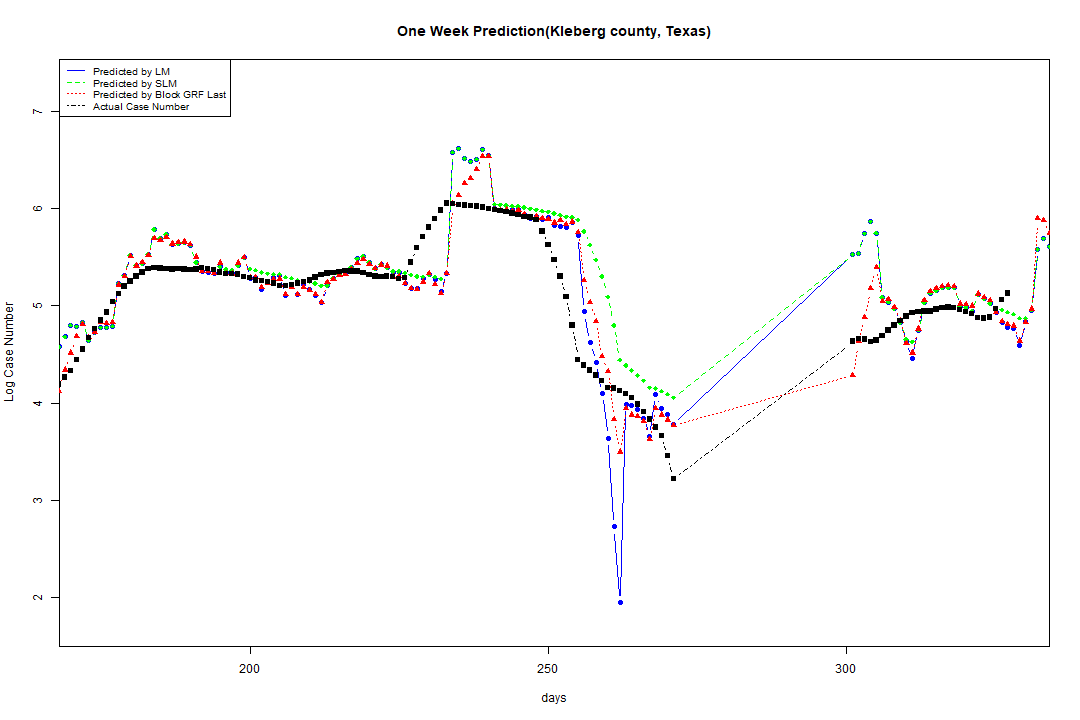 One Week Prediction(Kleberg county, Texas)
Predicted by LM
Predicted by SLM
Predicted by Block GRF Last
Actual Case Number
7
6
5
4
3
2
Log Case Number
200 250 300
days